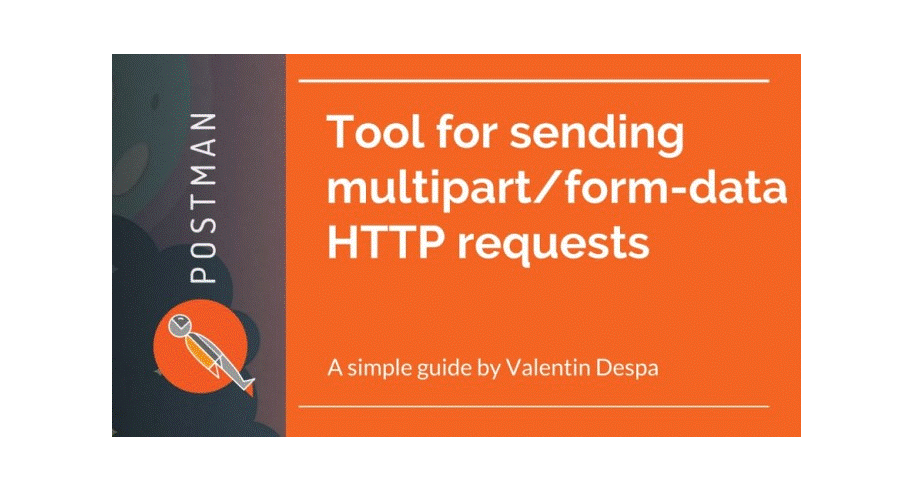 POSTMAN
Tool for sending
multipart/form-data
HTTP requests
A simple guide by Valentin Despa